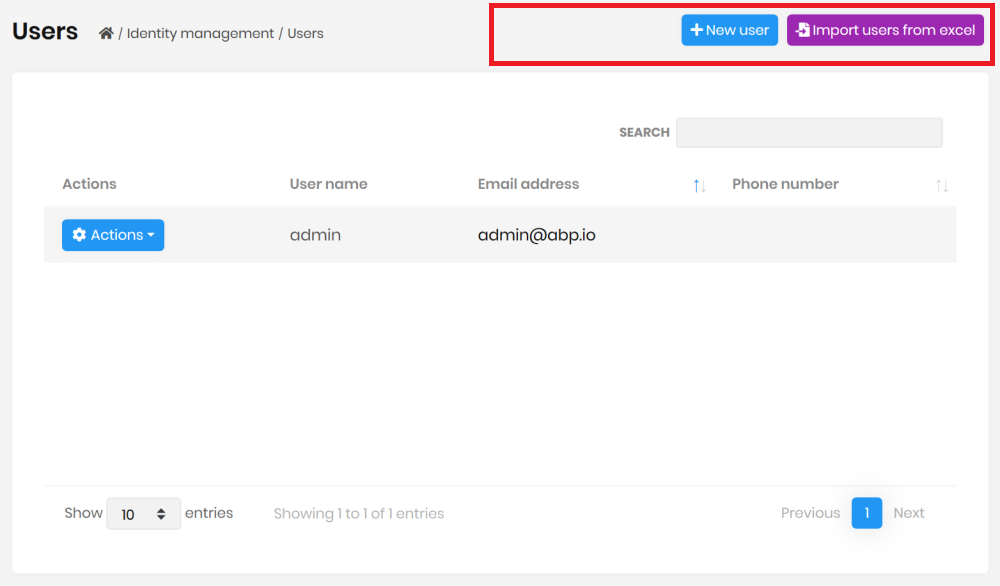 Users / Identity management / Users New user Import users from excel
SEARCH
Actions User name Email address Phone number
Actions admin admin@abp.io
Show 10 entries Showing 1 to 1 of 1 entries Previous 1 Next